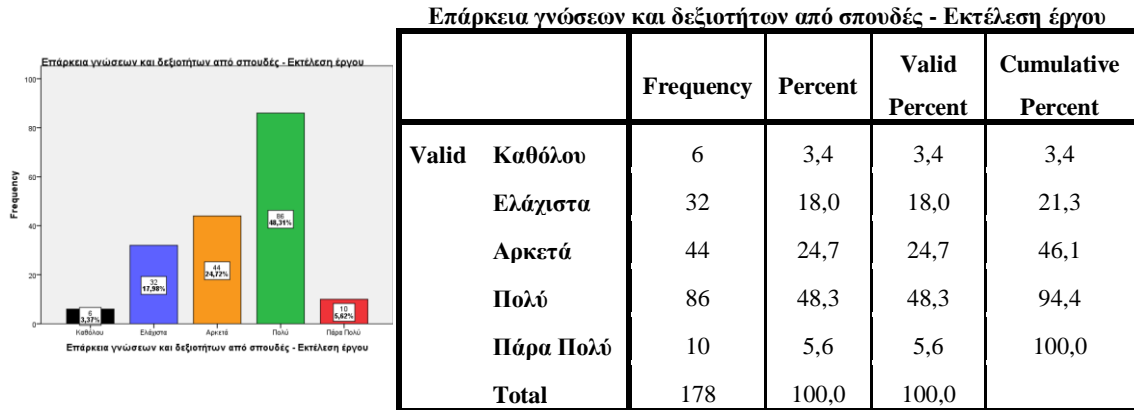 Επάρκεια γνώσεων και δεξιοτήτων από σπουδές - Εκτέλεση έργου
Επάρκεια γνώσεων και δεξιοτήτων από σπουδές - Εκτέλεση έργου
Frequency
100
80
60
40
20
0
6
3,37%
32
17,98%
44
24,72%
86
48,31%
10
5,62%
Καθόλου Ελάχιστα Αρκετά Πολύ Πάρα Πολύ
Επάρκεια γνώσεων και δεξιοτήτων από σπουδές - Εκτέλεση έργου
Frequency Percent Valid Percent Cumulative Percent
Valid Καθόλου 6 3,4 3,4 3,4
Ελάχιστα 32 18,0 18,0 21,3
Αρκετά 44 24,7 24,7 46,1
Πολύ 86 48,3 48,3 94,4
Πάρα Πολύ 10 5,6 5,6 100,0
Total 178 100,0 100,0